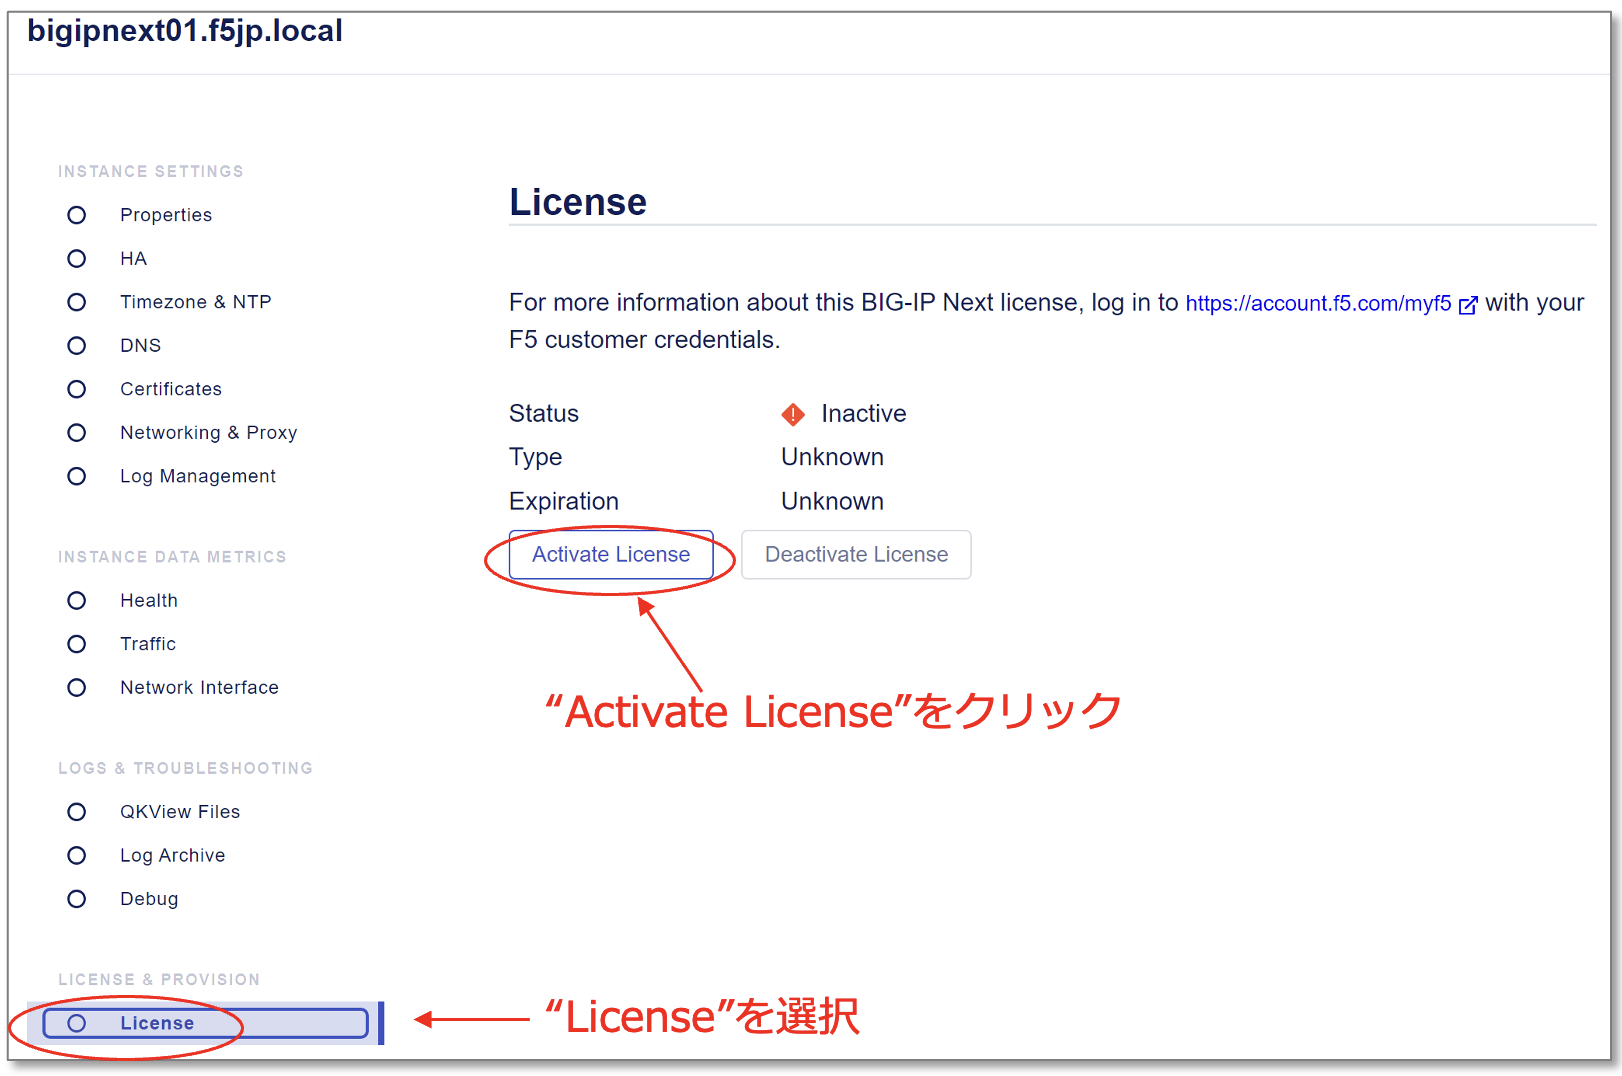 bigipnext01.f5jp.local
INSTANCE SETTINGS
Properties
HA
Timezone & NTP
DNS
Certificates
Networking & Proxy
Log Management
INSTANCE DATA METRICS
Health
Traffic
Network Interface
LOGS & TROUBLESHOOTING
QKView Files
Log Archive
Debug
LICENSE & PROVISION
License
License
For more information about this BIG-IP Next license, log in to https://account.f5.com/myf5 with your
F5 customer credentials.
Status Inactive
Type Unknown
Expiration Unknown
Activate License Deactivate License
“Activate License”をクリック
“License”を選択